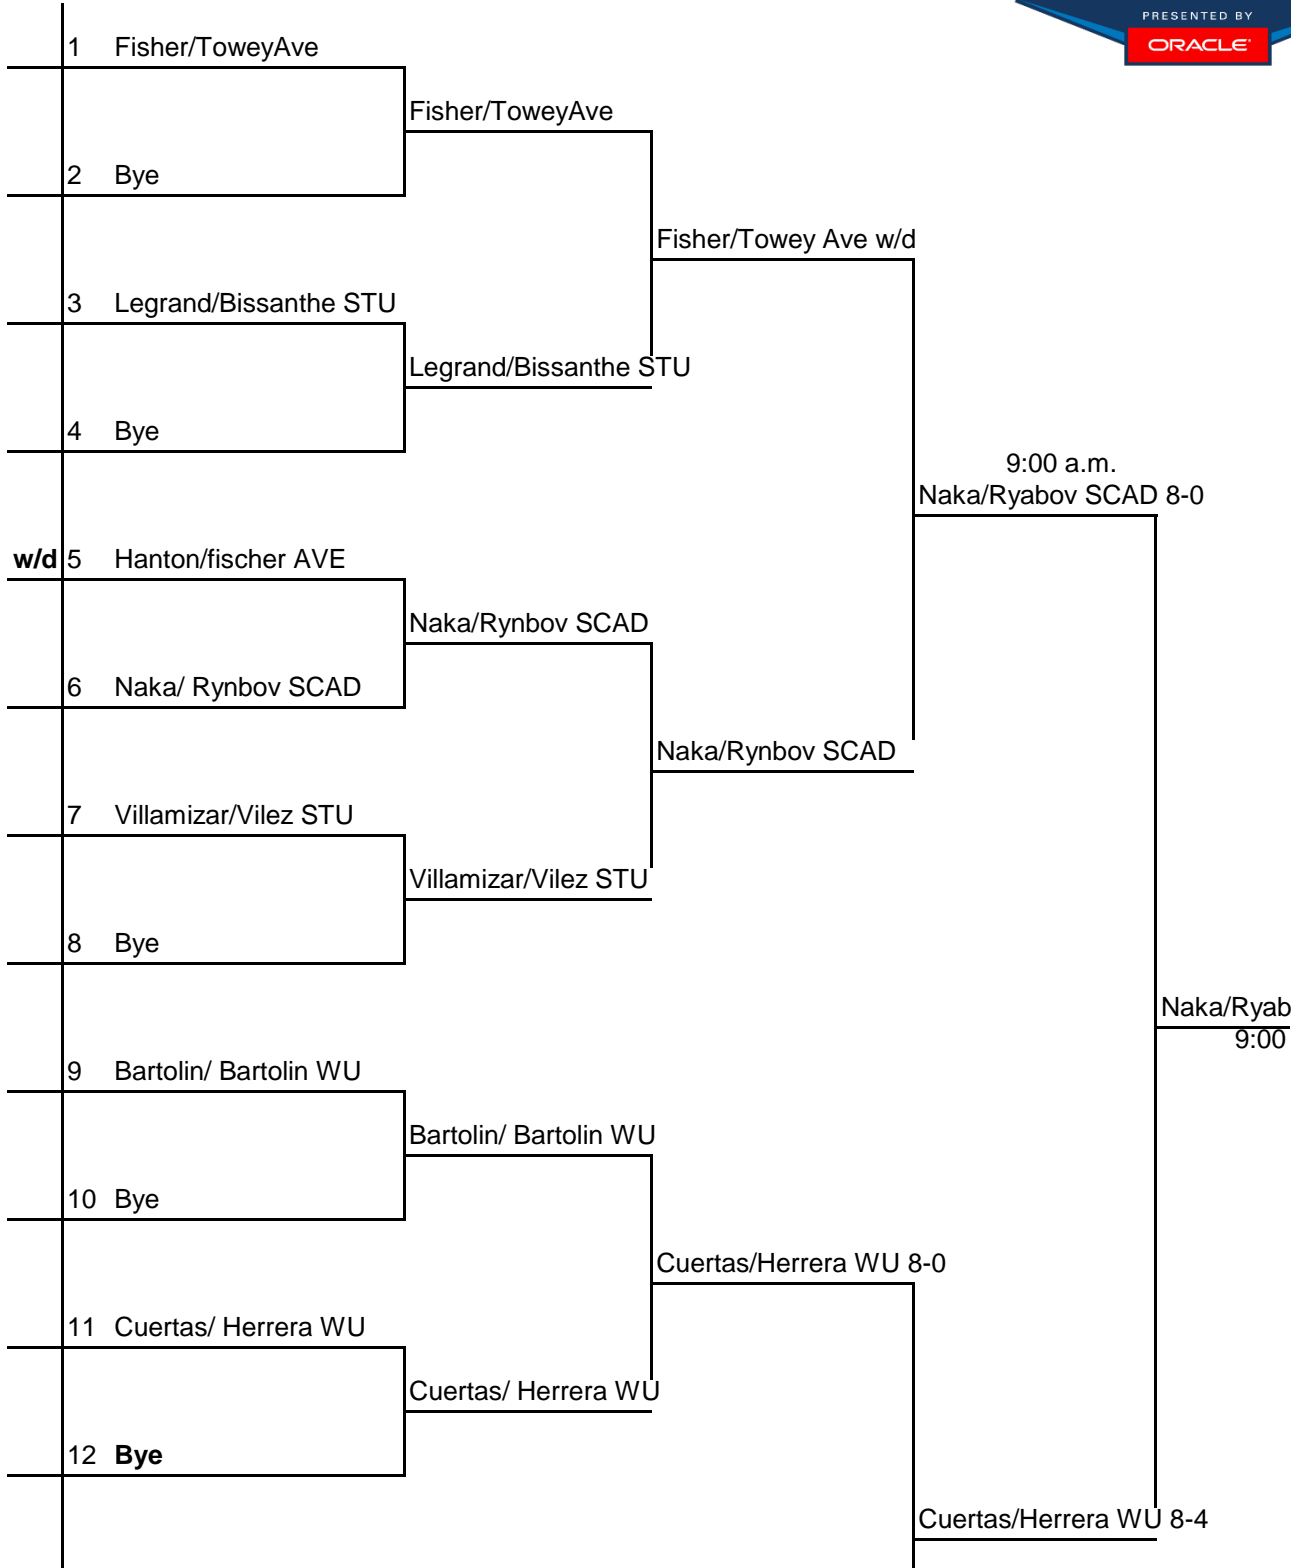 PRESENTED BY
ORACLE
1 Fisher/ToweyAve
Fisher/ToweyAve
2 Bye
Fisher/Towey Ave w/d
3 Legrand/Bissanthe STU
Legrand/Bissanthe STU
4 Bye
9:00 a.m.
Naka/Ryabov SCAD 8-0
w/d 5 Hanton/fischer AVE
Naka/Rynbov SCAD
6 Naka/ Rynbov SCAD
Naka/Rynbov SCAD
7 Villamizar/Vilez STU
Villamizar/Vilez STU
8 Bye
Naka/Ryab
9:00
9 Bartolin/ Bartolin WU
Bartolin/ Bartolin WU
10 Bye
Cuertas/Herrera WU 8-0
11 Cuertas/ Herrera WU
Cuertas/ Herrera WU
12 Bye
Cuertas/Herrera WU 8-4